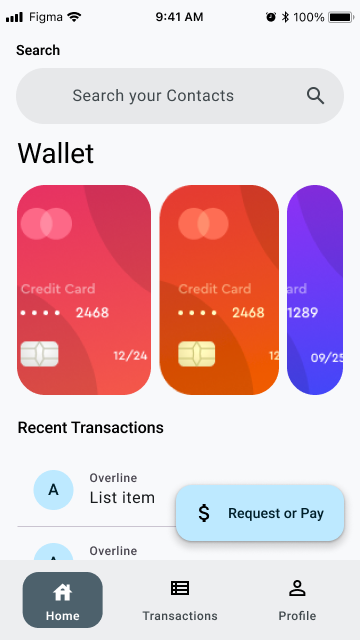 Figma 9:41 AM 100%
Search
Search your Contacts
Wallet
Credit Card Credit Card ard
•••• 2468 •••• 2468 1289
12/24 12 09/25
Recent Transactions
A Overline
List item
$ Request or Pay
Overline
Home Transactions Profile